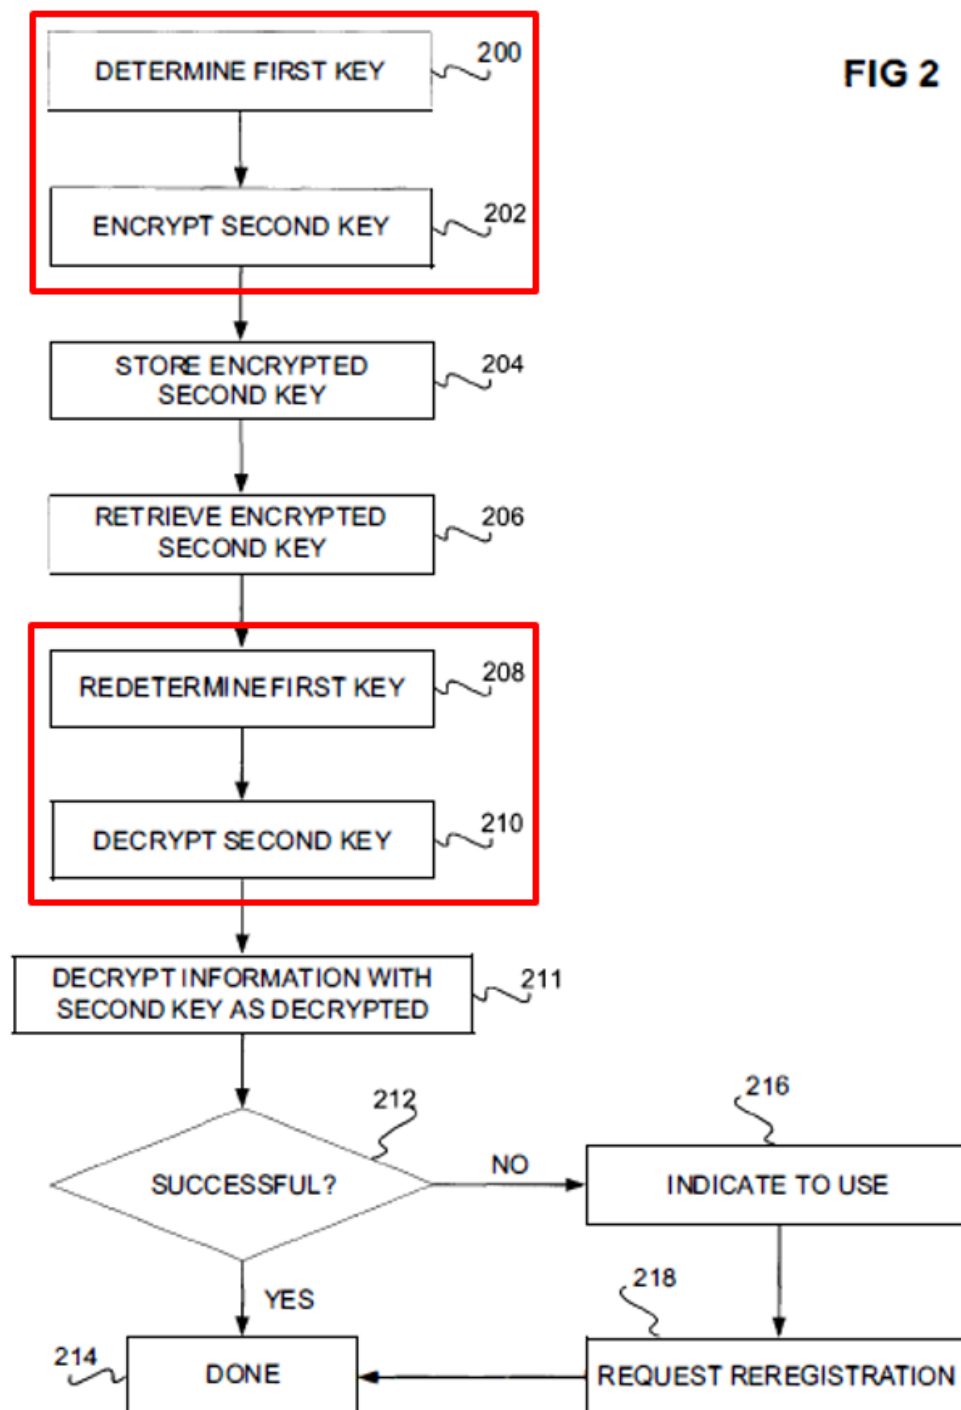 FIG 2
DETERMINE FIRST KEY
200
ENCRYPT SECOND KEY
202
STORE ENCRYPTED
SECOND KEY
204
RETRIEVE ENCRYPTED
SECOND KEY
206
REDETERMINE FIRST KEY
208
DECRYPT SECOND KEY
210
DECRYPT INFORMATION WITH
SECOND KEY AS DECRYPTED
211
SUCCESSFUL?
212
NO
INDICATE TO USE
216
YES
REQUEST REREGISTRATION
218
DONE
214